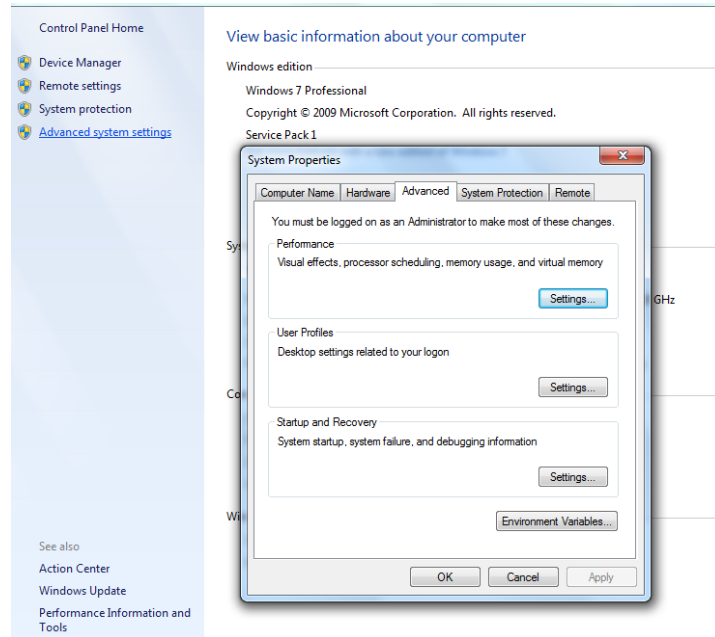 Control Panel Home
Device Manager
Remote settings
System protection
Advanced system settings
See also
Action Center
Windows Update
Performance Information and
Tools
View basic information about your computer
Windows edition
Windows 7 Professional
Copyright © 2009 Microsoft Corporation. All rights reserved.
Service Pack 1
System Properties
Computer Name Hardware Advanced System Protection Remote
You must be logged on as an Administrator to make most of these changes.
Performance
Visual effects, processor scheduling, memory usage, and virtual memory
Settings...
User Profiles
Desktop settings related to your logon
Settings...
Startup and Recovery
System startup, system failure, and debugging information
Settings...
Environment Variables...
OK Cancel Apply
GHz